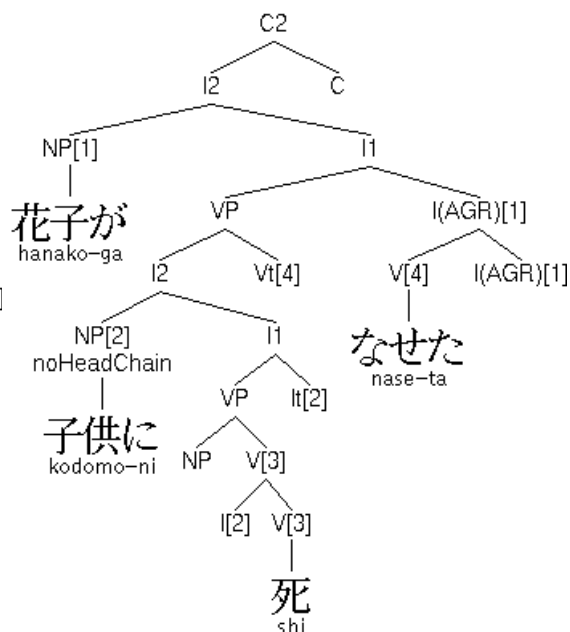 C2
I2 C
NP[1] I1
花子が VP I(AGR)[1]
hanako-ga
I2 Vt[4] V[4] I(AGR)[1]
]
NP[2] I1 なせた
noHeadChain nase-ta
VP It[2]
子供に
kodomo-ni NP V[3]
I[2] V[3]
死
shi